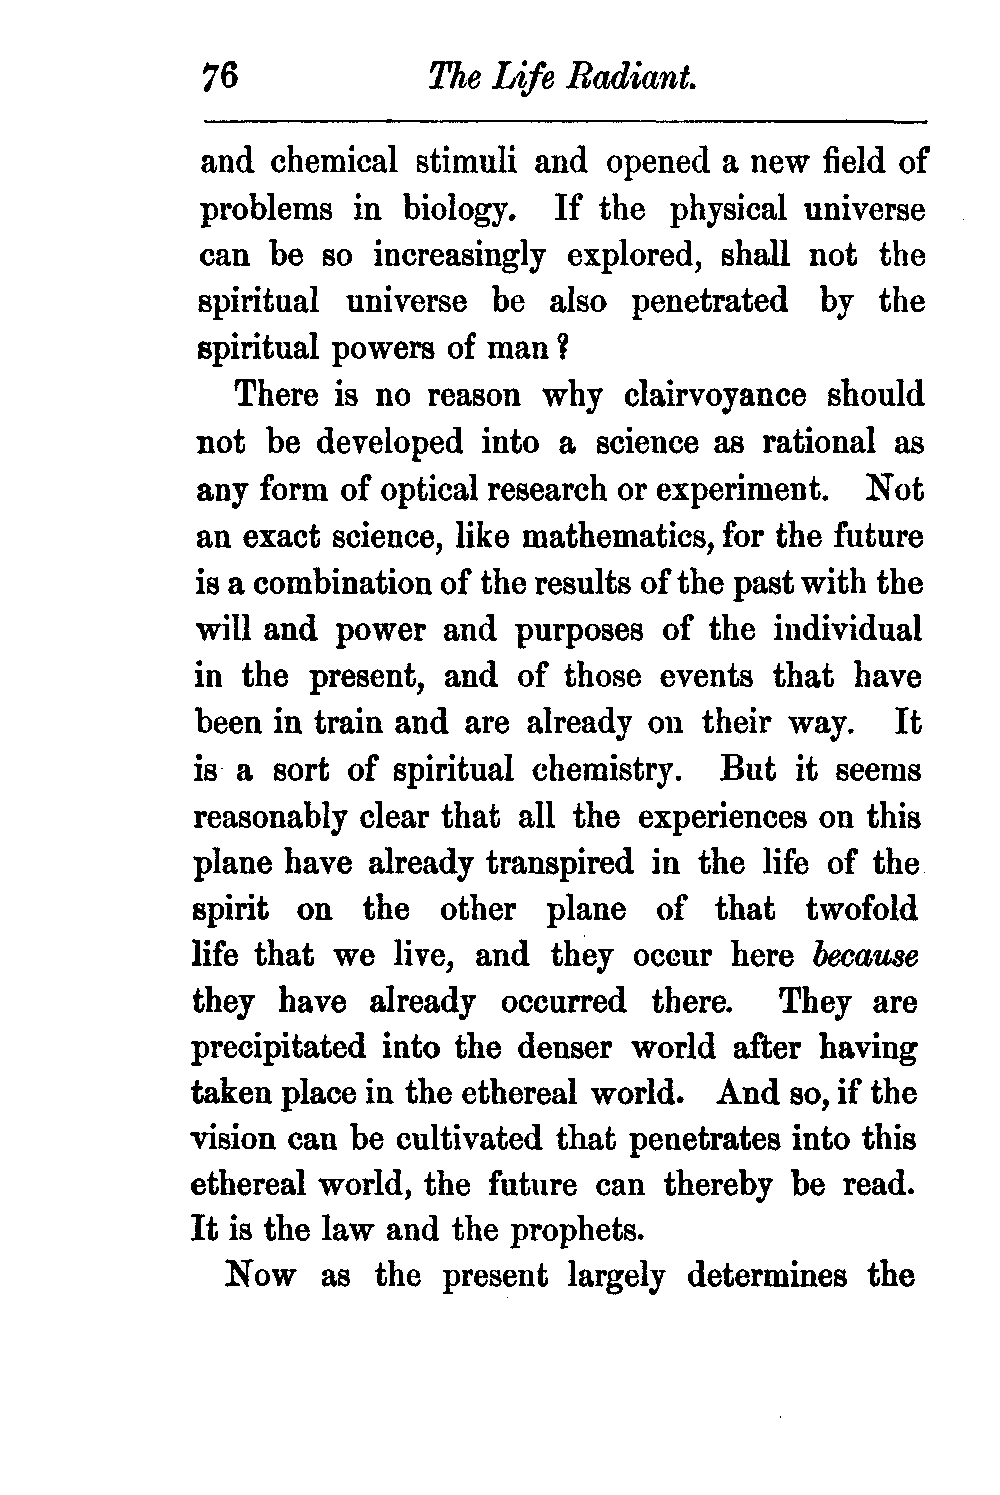 76 The Life Radiant.
and chemical stimuli and opened a new field of
problems in biology. If the physical universe
can be so increasingly explored, shall not the
spiritual universe be also penetrated by the
spiritual powers of man?
There is no reason why clairvoyance should
not be developed into a science as rational as
any form of optical research or experiment. Not
an exact science, like mathematics, for the future
is a combination of the results of the past with the
will and power and purposes of the individual
in the present, and of those events that have
been in train and are already on their way. It
is a sort of spiritual chemistry. But it seems
reasonably clear that all the experiences on this
plane have already transpired in the life of the
spirit on the other plane of that twofold
life that we live, and they occur here because
they have already occurred there. They are
precipitated into the denser world after having
taken place in the ethereal world. And so, if the
vision can be cultivated that penetrates into this
ethereal world, the future can thereby be read.
It is the law and the prophets.
Now as the present largely determines the